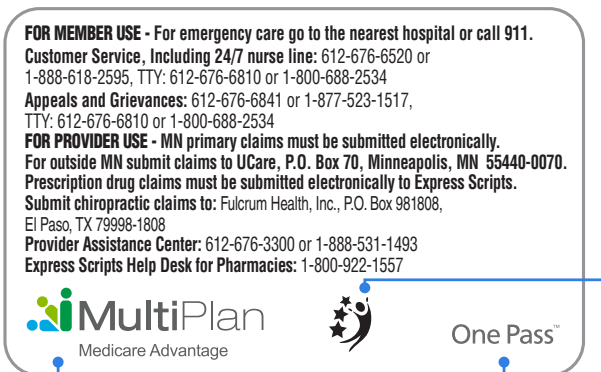 FOR MEMBER USE - For emergency care go to the nearest hospital or call 911.
Customer Service, Including 24/7 nurse line: 612-676-6520 or
1-888-618-2595, TTY: 612-676-6810 or 1-800-688-2534
Appeals and Grievances: 612-676-6841 or 1-877-523-1517,
TTY: 612-676-6810 or 1-800-688-2534
FOR PROVIDER USE - MN primary claims must be submitted electronically.
For outside MN submit claims to UCare, P.O. Box 70, Minneapolis, MN 55440-0070.
Prescription drug claims must be submitted electronically to Express Scripts.
Submit chiropractic claims to: Fulcrum Health, Inc., P.O. Box 981808,
El Paso, TX 79998-1808
Provider Assistance Center: 612-676-3300 or 1-888-531-1493
Express Scripts Help Desk for Pharmacies: 1-800-922-1557
MultiPlan
Medicare Advantage
One Pass™